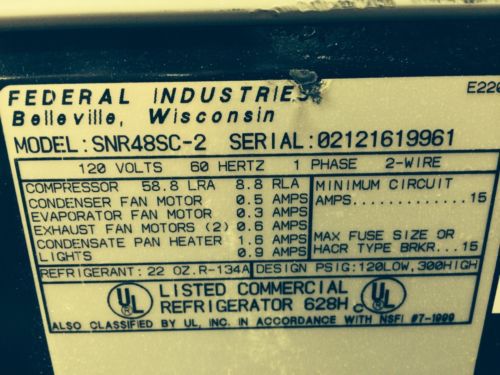 E220
FEDERAL INDUSTRIES
Belleville, Wisconsin
MODEL: SNR48SC-2 SERIAL: 02121619961
120 VOLTS 60 HERTZ 1 PHASE 2-WIRE
COMPRESSOR 58.8 LRA 8.8 RLA
CONDENSER FAN MOTOR 0.5 AMPS
EVAPORATOR FAN MOTOR 0.3 AMPS
EXHAUST FAN MOTORS (2) 0.6 AMPS
CONDENSATE PAN HEATER 1.6 AMPS
LIGHTS 0.9 AMPS
MINIMUM CIRCUIT
AMPS.............15
MAX FUSE SIZE OR
HACR TYPE BRKR...15
REFRIGERANT: 22 OZ.R-134A DESIGN PSIG:120LOW,300HIGH
UL LISTED COMMERCIAL
REFRIGERATOR 628H C UL
ALSO CLASSIFIED BY UL, INC. IN ACCORDANCE WITH NSFI #7-1999